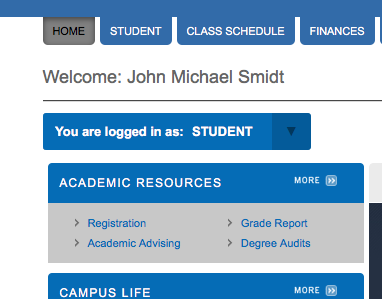 HOME STUDENT CLASS SCHEDULE FINANCES
Welcome: John Michael Smidt
You are logged in as: STUDENT
ACADEMIC RESOURCES MORE
Registration Grade Report
Academic Advising Degree Audits
CAMPUS LIFE MORE